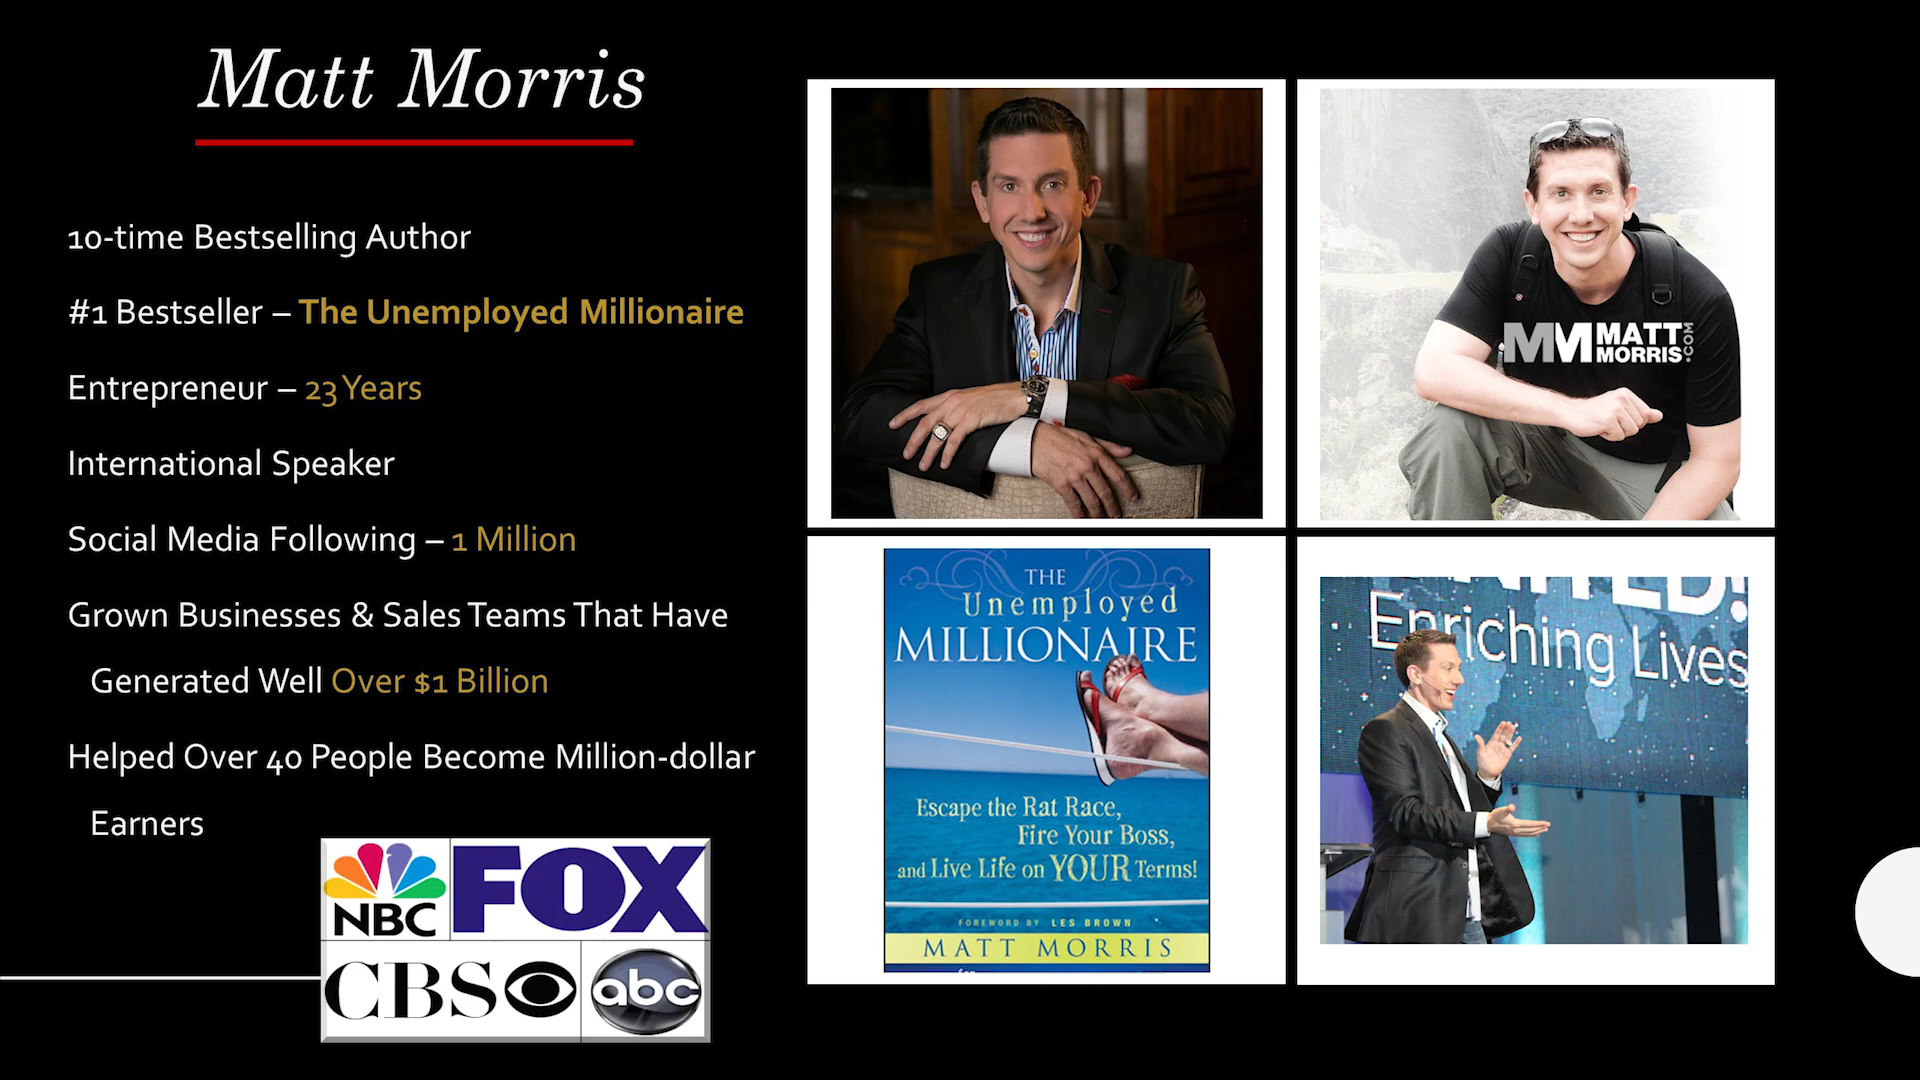 Matt Morris
10-time Bestselling Author
#1 Bestseller – The Unemployed Millionaire
Entrepreneur – 23 Years
International Speaker
Social Media Following – 1 Million
Grown Businesses & Sales Teams That Have
Generated Well Over $1 Billion
Helped Over 40 People Become Million-dollar
Earners
NBC
FOX
CBS
abc
MM MATT
MORRIS.COM
THE
Unemployed
MILLIONAIRE
Escape the Rat Race,
Fire Your Boss,
and Live Life on YOUR Terms!
FOREWORD BY LES BROWN
MATT MORRIS
Enriching Lives